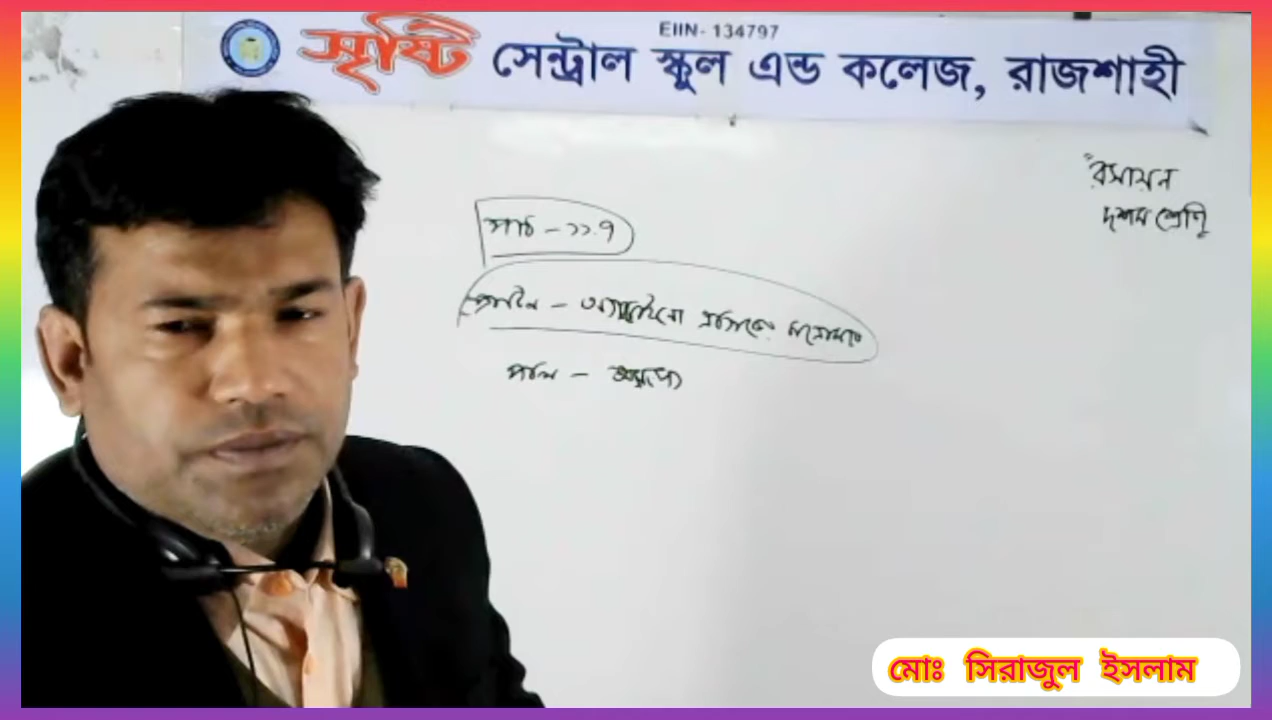 EIIN- 134797
সৃষ্টি সেন্ট্রাল স্কুল এন্ড কলেজ, রাজশাহী
রসায়ন
দশম শ্রেণি
পাঠ - ১১.৭
প্রোটিন - অ্যামাইনো এসিডের
পলি -
মোঃ সিরাজুল ইসলাম